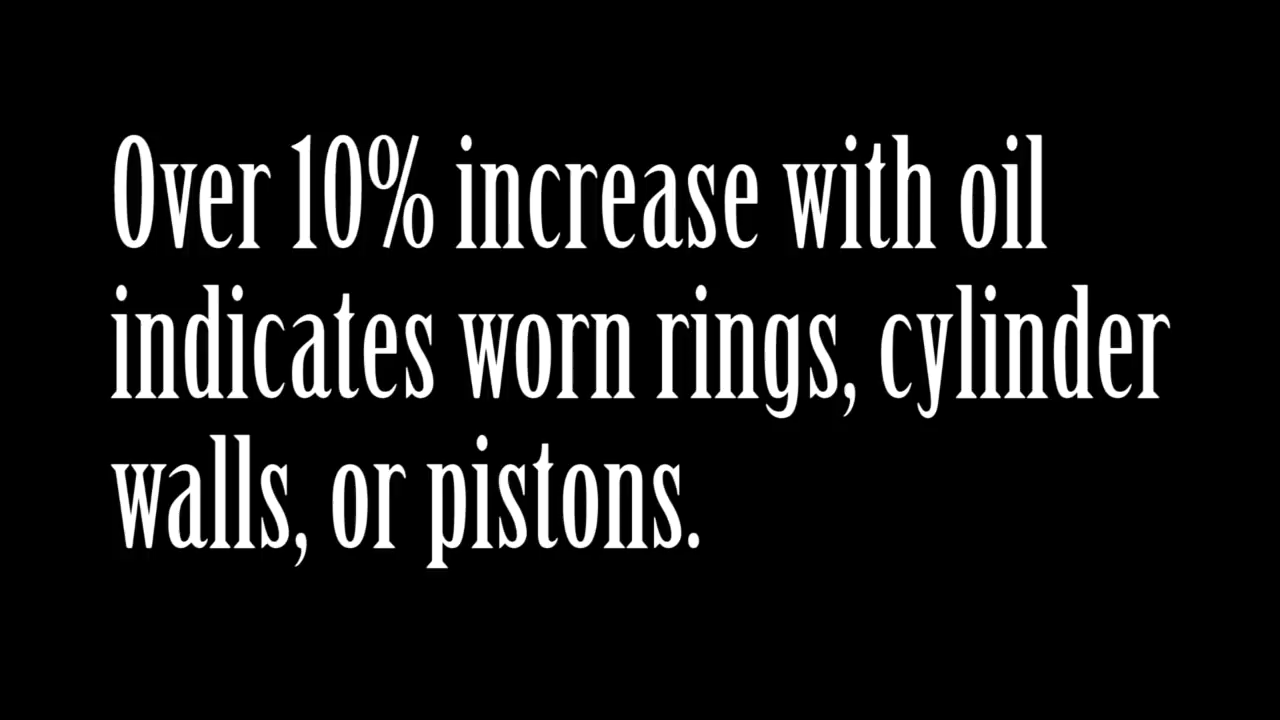 Over 10% increase with oil
indicates worn rings, cylinder
walls, or pistons.